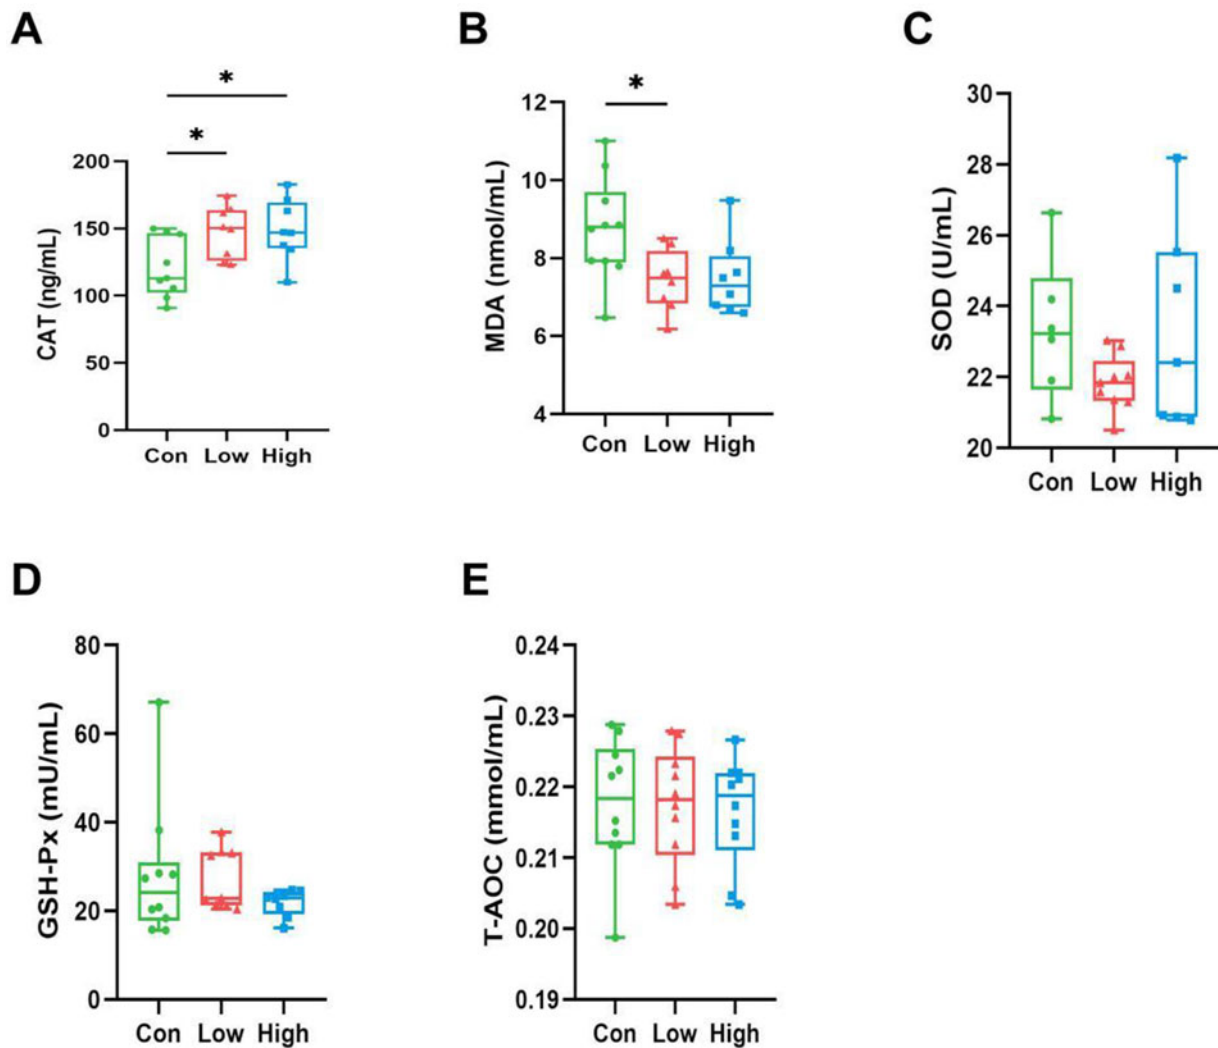 A
*
*
CAT (ng/mL)
200
150
100
50
0
Con Low High
B
*
MDA (nmol/mL)
12
10
8
6
4
Con Low High
C
SOD (U/mL)
30
28
26
24
22
20
Con Low High
D
GSH-Px (mU/mL)
80
60
40
20
0
Con Low High
E
T-AOC (mmol/mL)
0.24
0.23
0.22
0.21
0.20
0.19
Con Low High